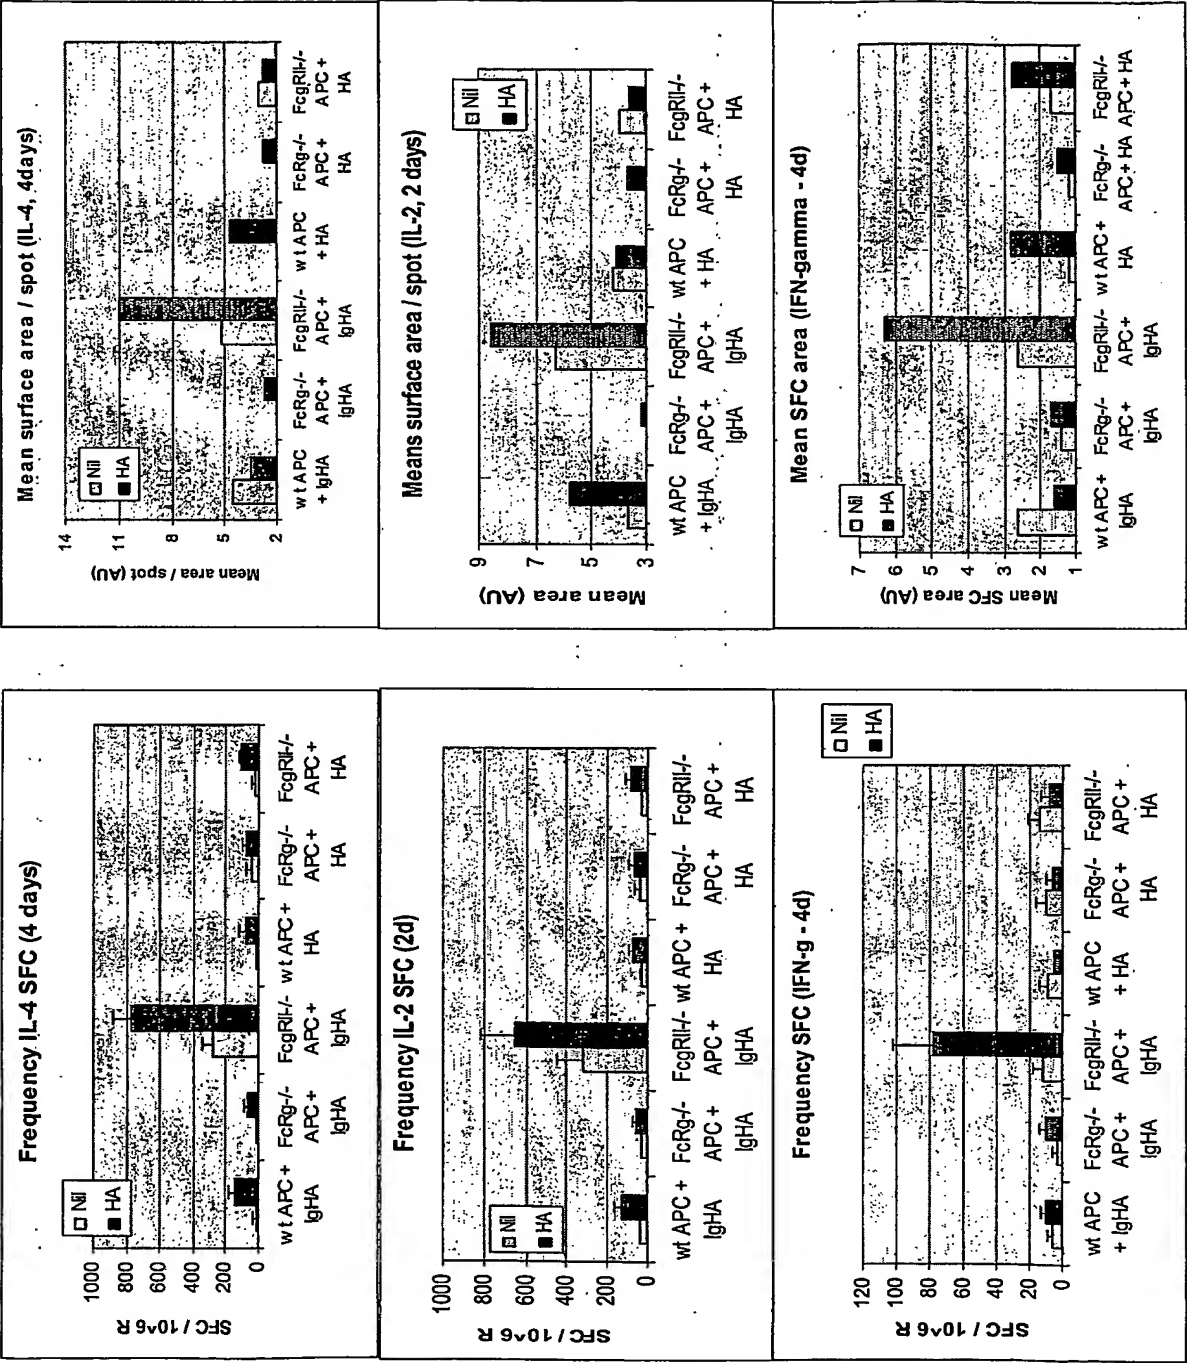 Frequency IL-4 SFC (4 days)
SFC / 10^6 R
1000
800
600
400
200
0
Nil
HA
wt APC + FcRg-/- FcgRII-/- wt APC + FcRg-/- FcgRII-/-
IgHA APC + APC + HA APC + APC +
IgHA IgHA HA HA
Mean surface area / spot (IL-4, 4days)
Mean area / spot (AU)
14
11
8
5
2
Nil
HA
wt APC FcRg-/- FcgRII-/- wt APC FcRg-/- FcgRII-/-
+ IgHA APC + APC + + HA APC + APC +
IgHA IgHA HA HA
Frequency IL-2 SFC (2d)
SFC / 10^6 R
1000
800
600
400
200
0
Nil
HA
wt APC + FcRg-/- FcgRII-/- wt APC + FcRg-/- FcgRII-/-
IgHA APC + APC + HA APC + APC +
IgHA IgHA HA HA
Means surface area / spot (IL-2, 2 days)
Mean area (AU)
9
7
5
3
Nil
HA
wt APC FcRg-/- FcgRII-/- wt APC FcRg-/- FcgRII-/-
+ IgHA APC + APC + + HA APC + APC +
IgHA IgHA HA HA
Frequency SFC (IFN-g - 4d)
SFC / 10^6 R
120
100
80
60
40
20
0
Nil
HA
wt APC FcRg-/- FcgRII-/- wt APC FcRg-/- FcgRII-/-
+ IgHA APC + APC + + HA APC + APC +
IgHA IgHA HA HA
Mean SFC area (IFN-gamma - 4d)
Mean SFC area (AU)
7
6
5
4
3
2
1
Nil
HA
wt APC + FcRg-/- FcgRII-/- wt APC + FcRg-/- FcgRII-/-
IgHA APC + APC + HA APC + HA APC + HA
IgHA IgHA